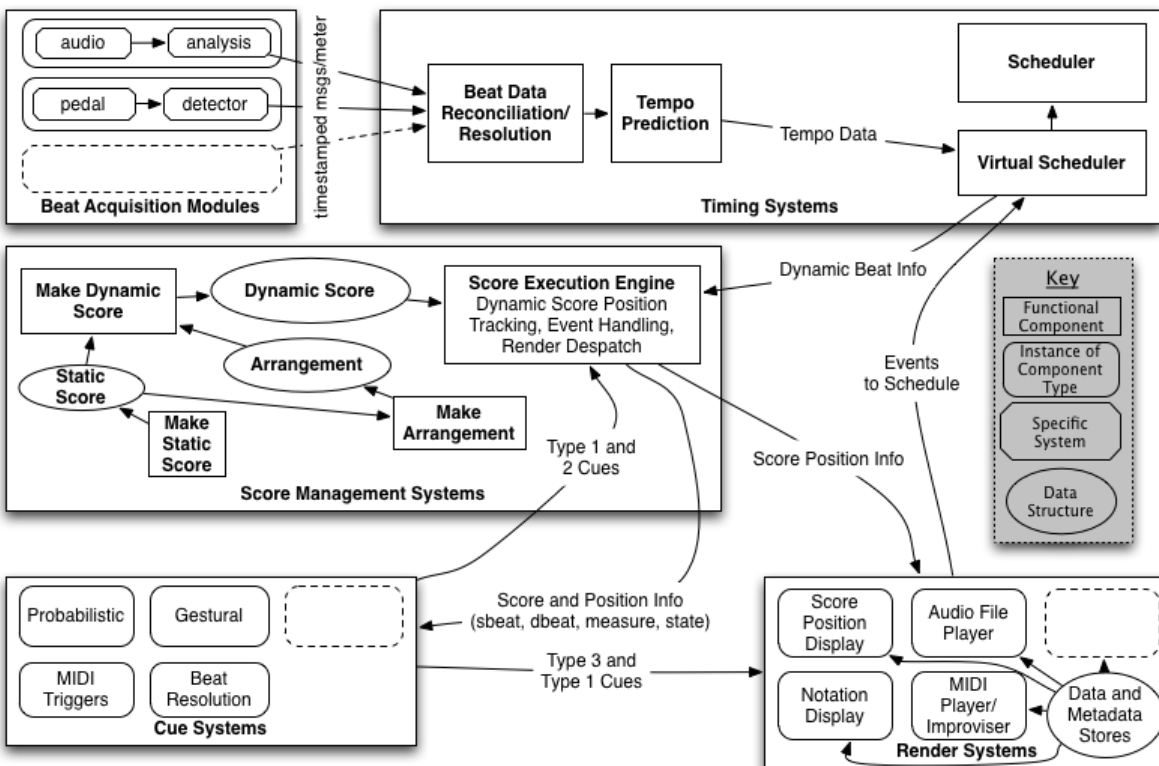 audio
analysis
pedal
detector
Beat Acquisition Modules
timestamped msgs/meter
Beat Data
Reconciliation/
Resolution
Tempo
Prediction
Tempo Data
Scheduler
Virtual Scheduler
Timing Systems
Make Dynamic
Score
Dynamic Score
Score Execution Engine
Dynamic Score Position
Tracking, Event Handling,
Render Despatch
Arrangement
Static
Score
Make
Static
Score
Make
Arrangement
Score Management Systems
Dynamic Beat Info
Events
to Schedule
Type 1 and
2 Cues
Score Position Info
Key
Functional
Component
Instance of
Component
Type
Specific
System
Data
Structure
Probabilistic
Gestural
MIDI
Triggers
Beat
Resolution
Cue Systems
Score and Position Info
(sbeat, dbeat, measure, state)
Type 3 and
Type 1 Cues
Score
Position
Display
Audio File
Player
Notation
Display
MIDI
Player/
Improviser
Data and
Metadata
Stores
Render Systems